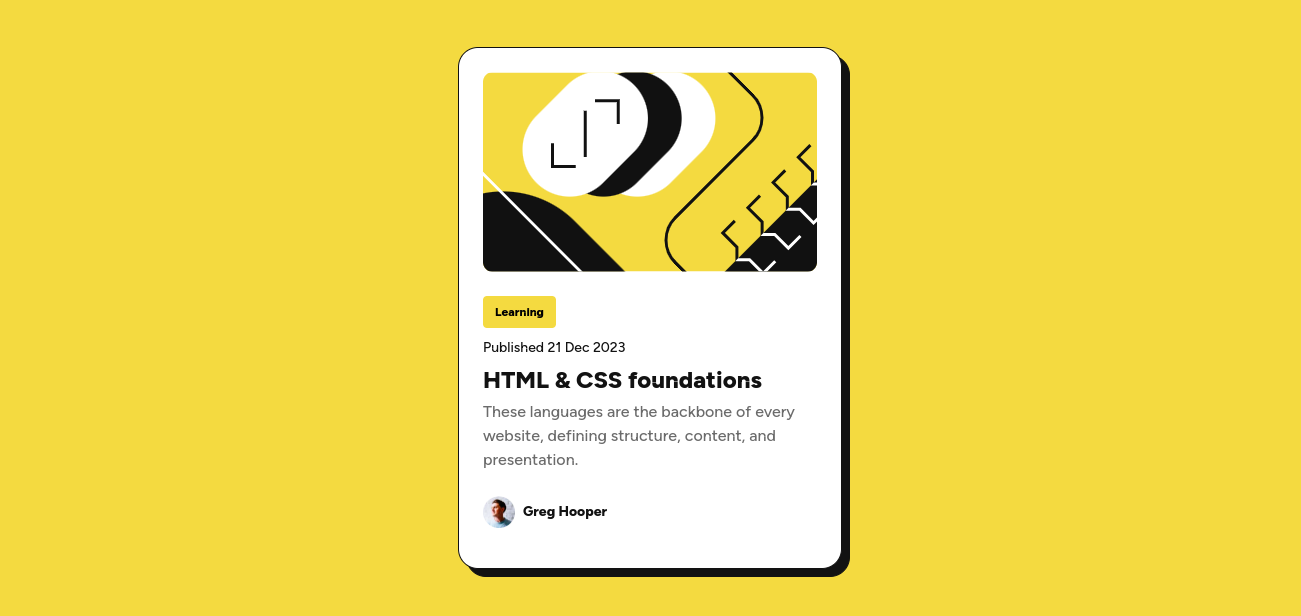 Learning
Published 21 Dec 2023
HTML & CSS foundations
These languages are the backbone of every
website, defining structure, content, and
presentation.
Greg Hooper